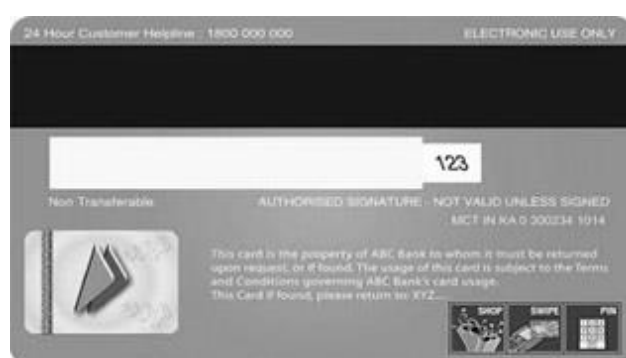 24 Hour Customer Helpline : 1800 000 000 ELECTRONIC USE ONLY
123
Non Transferable AUTHORISED SIGNATURE - NOT VALID UNLESS SIGNED
MCT IN KA 0 300234 1014
This card is the property of ABC Bank to whom it must be returned
upon request, or if found. The usage of this card is subject to the Terms
and Conditions governing ABC Bank's card usage.
This Card if found, please return to: XYZ...
SHOP SWIPE PIN